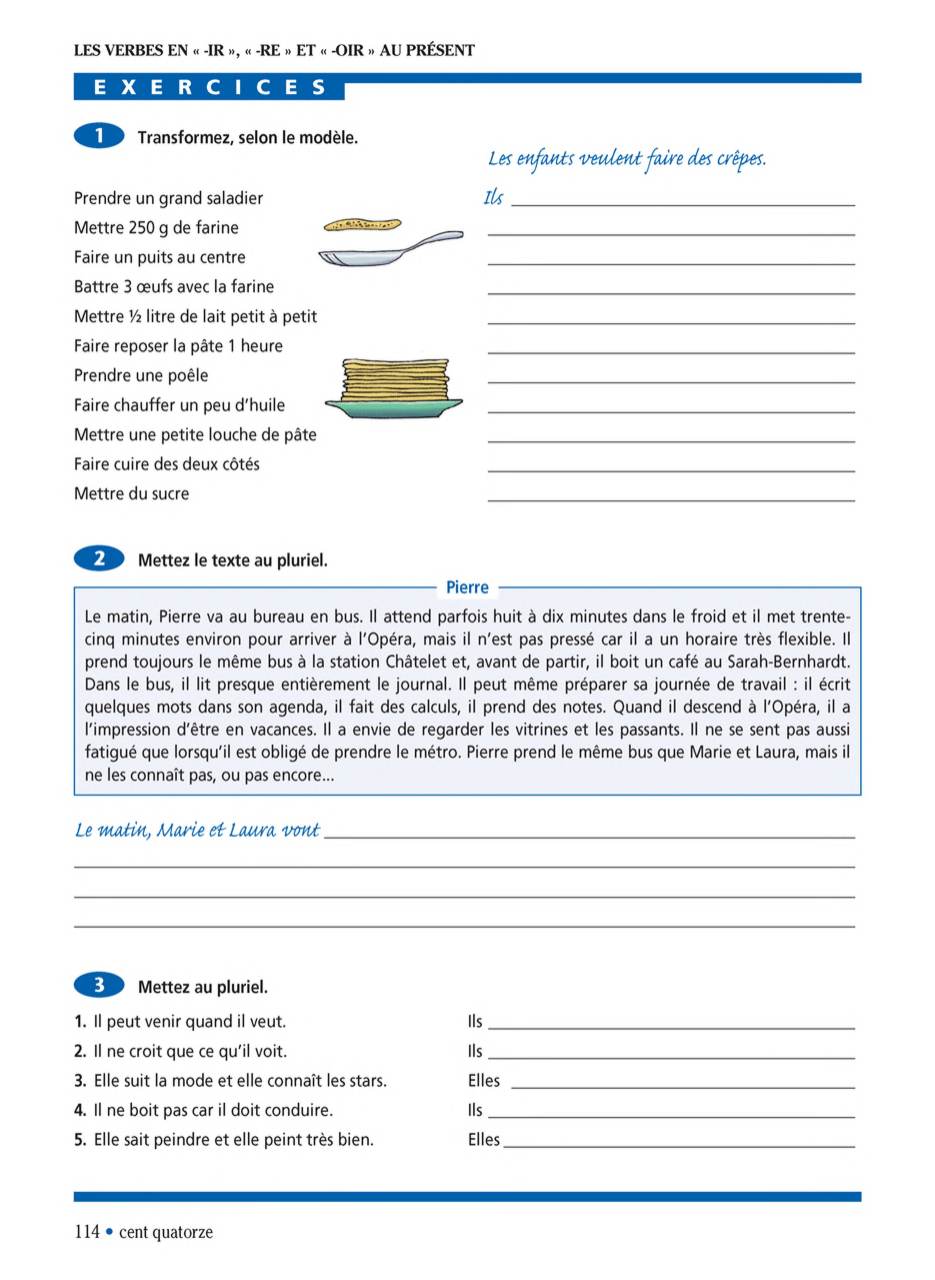 LES VERBES EN « -IR », « -RE » ET « -OIR » AU PRÉSENT
EXERCICES
1 Transformez, selon le modèle.
Les enfants veulent faire des crêpes.
Prendre un grand saladier Ils
Mettre 250 g de farine
Faire un puits au centre
Battre 3 œufs avec la farine
Mettre ½ litre de lait petit à petit
Faire reposer la pâte 1 heure
Prendre une poêle
Faire chauffer un peu d’huile
Mettre une petite louche de pâte
Faire cuire des deux côtés
Mettre du sucre
2 Mettez le texte au pluriel.
Pierre
Le matin, Pierre va au bureau en bus. Il attend parfois huit à dix minutes dans le froid et il met trente-
cinq minutes environ pour arriver à l’Opéra, mais il n’est pas pressé car il a un horaire très flexible. Il
prend toujours le même bus à la station Châtelet et, avant de partir, il boit un café au Sarah-Bernhardt.
Dans le bus, il lit presque entièrement le journal. Il peut même préparer sa journée de travail : il écrit
quelques mots dans son agenda, il fait des calculs, il prend des notes. Quand il descend à l’Opéra, il a
l’impression d’être en vacances. Il a envie de regarder les vitrines et les passants. Il ne se sent pas aussi
fatigué que lorsqu’il est obligé de prendre le métro. Pierre prend le même bus que Marie et Laura, mais il
ne les connaît pas, ou pas encore...
Le matin, Marie et Laura vont
3 Mettez au pluriel.
1. Il peut venir quand il veut. Ils
2. Il ne croit que ce qu’il voit. Ils
3. Elle suit la mode et elle connaît les stars. Elles
4. Il ne boit pas car il doit conduire. Ils
5. Elle sait peindre et elle peint très bien. Elles
114 • cent quatorze